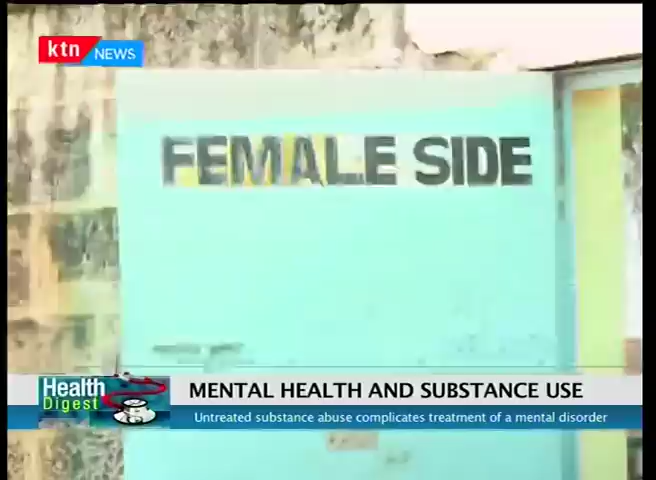 ktn
NEWS
FEMALE SIDE
Health
Digest
MENTAL HEALTH AND SUBSTANCE USE
Untreated substance abuse complicates treatment of a mental disorder